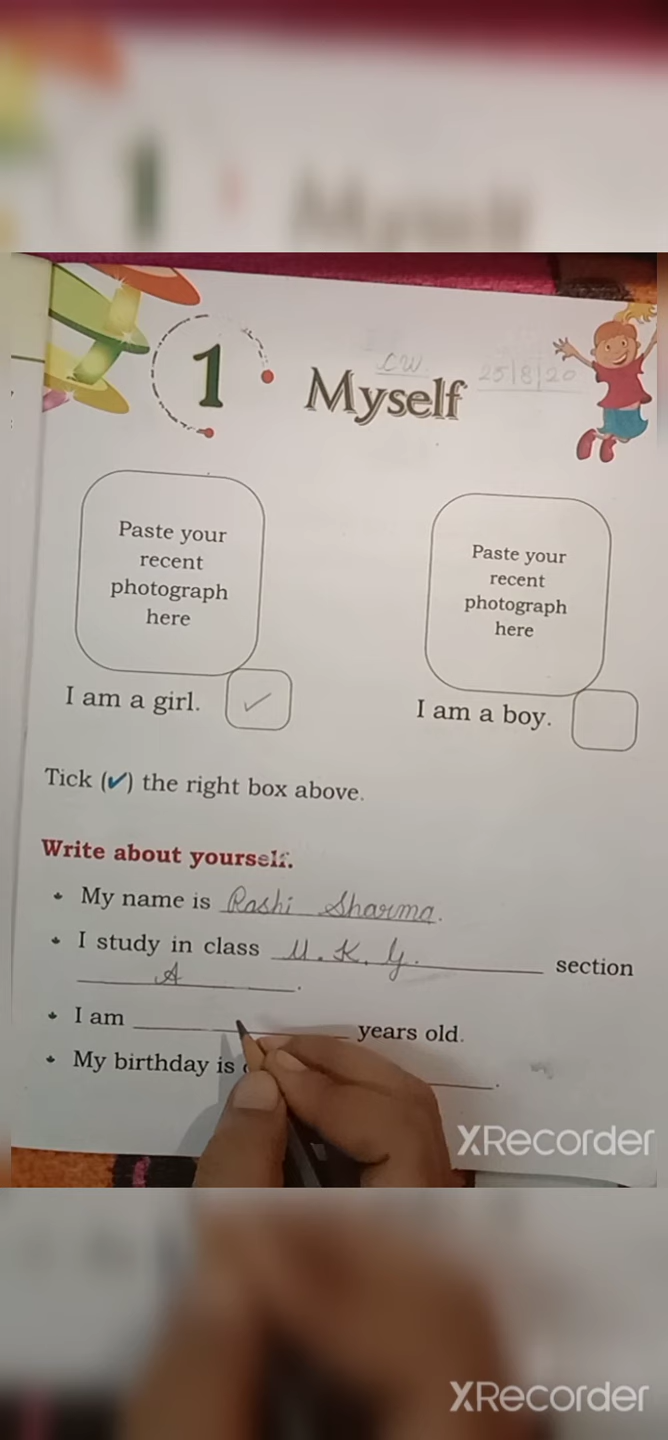 1
CW
25/8/20
Myself
Paste your
recent
photograph
here
Paste your
recent
photograph
here
I am a girl. ✓
I am a boy.
Tick (✔) the right box above.
Write about yourself.
My name is Rashi Sharma.
I study in class U.K.G. section
A.
I am ____ years old.
My birthday is
XRecorder
XRecorder